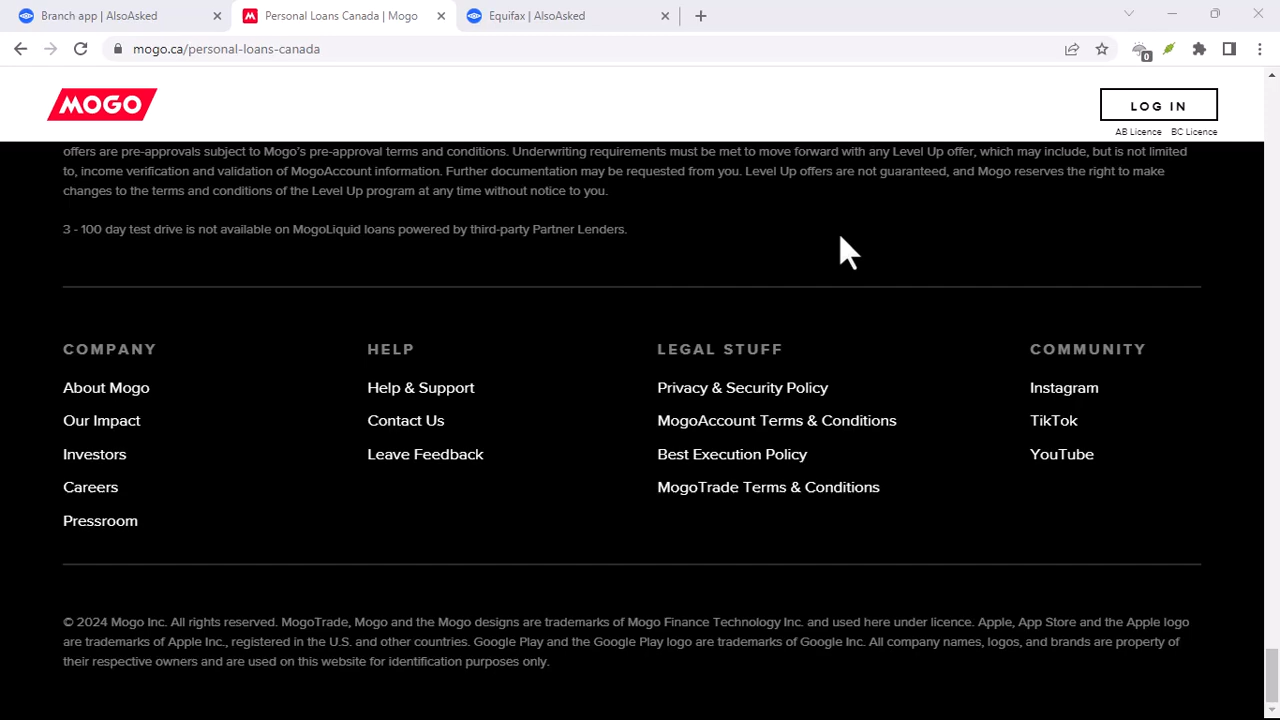 Branch app | AlsoAsked
Personal Loans Canada | Mogo
Equifax | AlsoAsked
mogo.ca/personal-loans-canada
0
MOGO
LOG IN
AB Licence BC Licence
offers are pre-approvals subject to Mogo’s pre-approval terms and conditions. Underwriting requirements must be met to move forward with any Level Up offer, which may include, but is not limited
to, income verification and validation of MogoAccount information. Further documentation may be requested from you. Level Up offers are not guaranteed, and Mogo reserves the right to make
changes to the terms and conditions of the Level Up program at any time without notice to you.
3 - 100 day test drive is not available on MogoLiquid loans powered by third-party Partner Lenders.
COMPANY
About Mogo
Our Impact
Investors
Careers
Pressroom
HELP
Help & Support
Contact Us
Leave Feedback
LEGAL STUFF
Privacy & Security Policy
MogoAccount Terms & Conditions
Best Execution Policy
MogoTrade Terms & Conditions
COMMUNITY
Instagram
TikTok
YouTube
© 2024 Mogo Inc. All rights reserved. MogoTrade, Mogo and the Mogo designs are trademarks of Mogo Finance Technology Inc. and used here under licence. Apple, App Store and the Apple logo
are trademarks of Apple Inc., registered in the U.S. and other countries. Google Play and the Google Play logo are trademarks of Google Inc. All company names, logos, and brands are property of
their respective owners and are used on this website for identification purposes only.